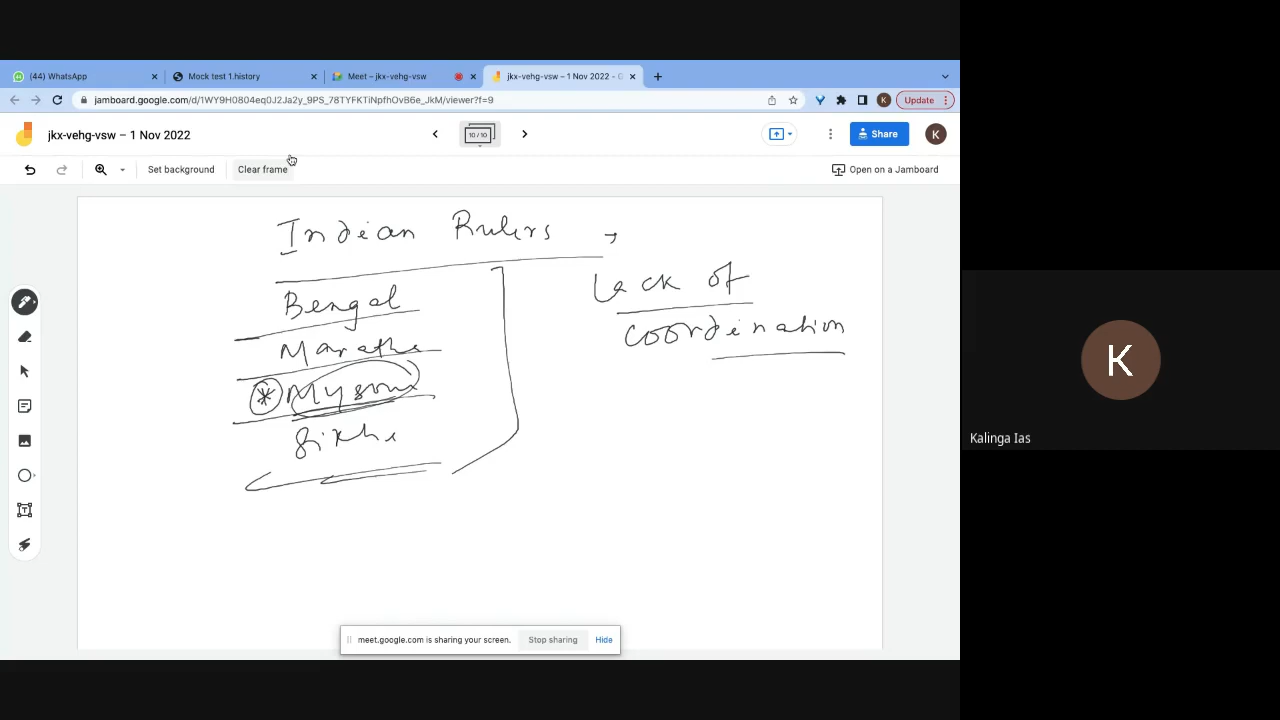 (44) WhatsApp
Mock test 1.history
Meet – jkx-vehg-vsw
jkx-vehg-vsw – 1 Nov 2022 - G
jamboard.google.com/d/1WY9H0804eq0J2Ja2y_9PS_78TYFKTiNpfhOvB6e_JkM/viewer?f=9
K
Update
jkx-vehg-vsw – 1 Nov 2022
10 / 10
Share
K
Set background
Clear frame
Open on a Jamboard
Indian Rulers →
Bengal
Maratha
* Mysore
Sikhs
Lack of
coordination
meet.google.com is sharing your screen.
Stop sharing
Hide
K
Kalinga Ias